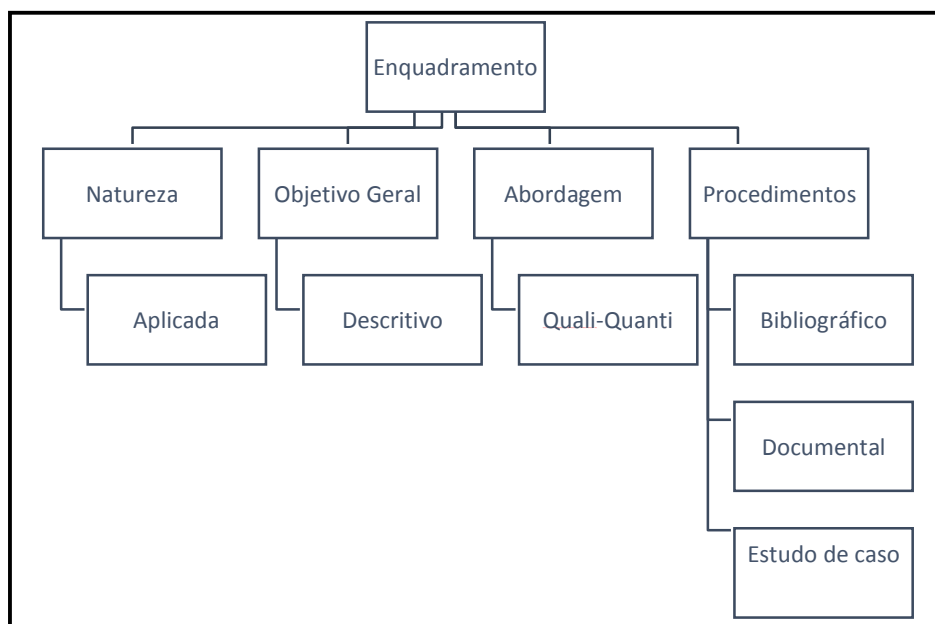 Enquadramento
Natureza
Objetivo Geral
Abordagem
Procedimentos
Aplicada
Descritivo
Quali-Quanti
Bibliográfico
Documental
Estudo de caso